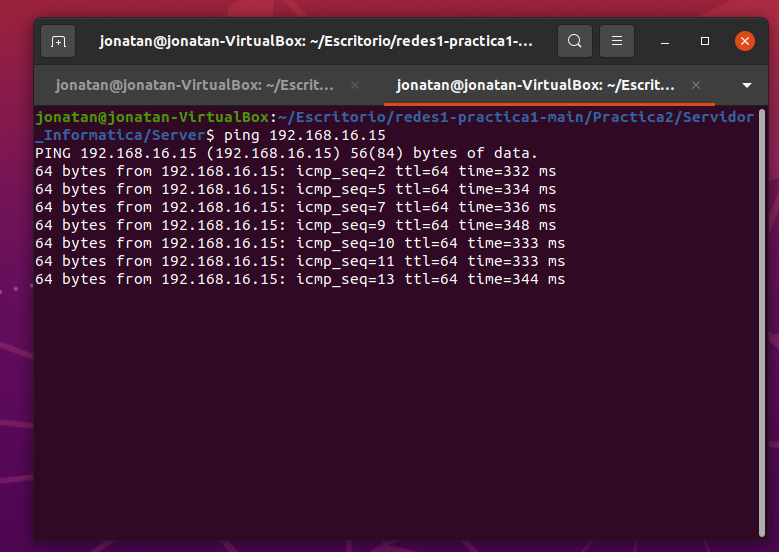 jonatan@jonatan-VirtualBox: ~/Escritorio/redes1-practica1-...
jonatan@jonatan-VirtualBox: ~/Escrit...
jonatan@jonatan-VirtualBox: ~/Escrit...
jonatan@jonatan-VirtualBox:~/Escritorio/redes1-practica1-main/Practica2/Servidor
_Informatica/Server$ ping 192.168.16.15
PING 192.168.16.15 (192.168.16.15) 56(84) bytes of data.
64 bytes from 192.168.16.15: icmp_seq=2 ttl=64 time=332 ms
64 bytes from 192.168.16.15: icmp_seq=5 ttl=64 time=334 ms
64 bytes from 192.168.16.15: icmp_seq=7 ttl=64 time=336 ms
64 bytes from 192.168.16.15: icmp_seq=9 ttl=64 time=348 ms
64 bytes from 192.168.16.15: icmp_seq=10 ttl=64 time=333 ms
64 bytes from 192.168.16.15: icmp_seq=11 ttl=64 time=333 ms
64 bytes from 192.168.16.15: icmp_seq=13 ttl=64 time=344 ms